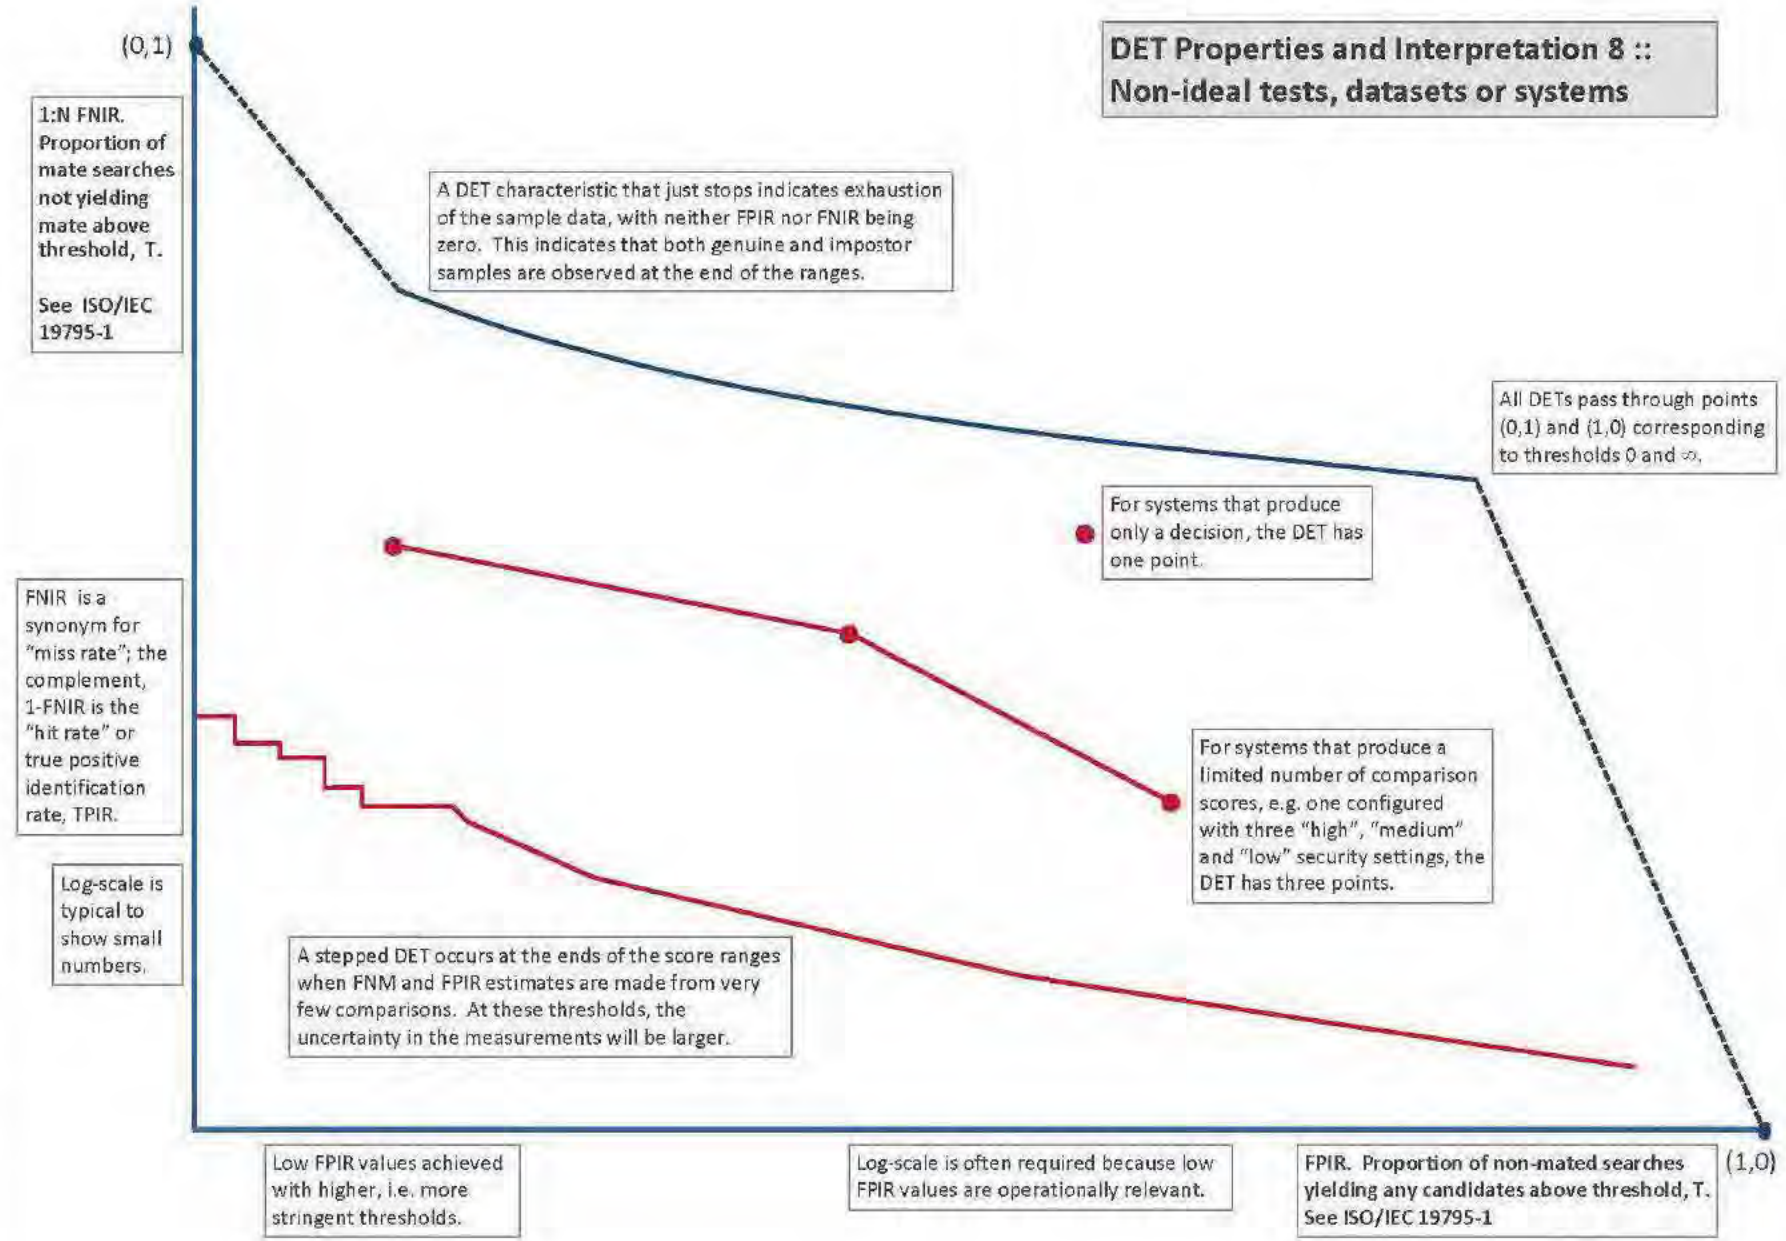 (0,1)
DET Properties and Interpretation 8 ::
Non-ideal tests, datasets or systems
1:N FNIR.
Proportion of
mate searches
not yielding
mate above
threshold, T.
See ISO/IEC
19795-1
A DET characteristic that just stops indicates exhaustion
of the sample data, with neither FPIR nor FNIR being
zero. This indicates that both genuine and impostor
samples are observed at the end of the ranges.
All DETs pass through points
(0,1) and (1,0) corresponding
to thresholds 0 and ∞.
For systems that produce
only a decision, the DET has
one point.
FNIR is a
synonym for
“miss rate”; the
complement,
1-FNIR is the
“hit rate” or
true positive
identification
rate, TPIR.
For systems that produce a
limited number of comparison
scores, e.g. one configured
with three “high”, “medium”
and “low” security settings, the
DET has three points.
Log-scale is
typical to
show small
numbers.
A stepped DET occurs at the ends of the score ranges
when FNM and FPIR estimates are made from very
few comparisons. At these thresholds, the
uncertainty in the measurements will be larger.
Low FPIR values achieved
with higher, i.e. more
stringent thresholds.
Log-scale is often required because low
FPIR values are operationally relevant.
FPIR. Proportion of non-mated searches
yielding any candidates above threshold, T.
See ISO/IEC 19795-1
(1,0)